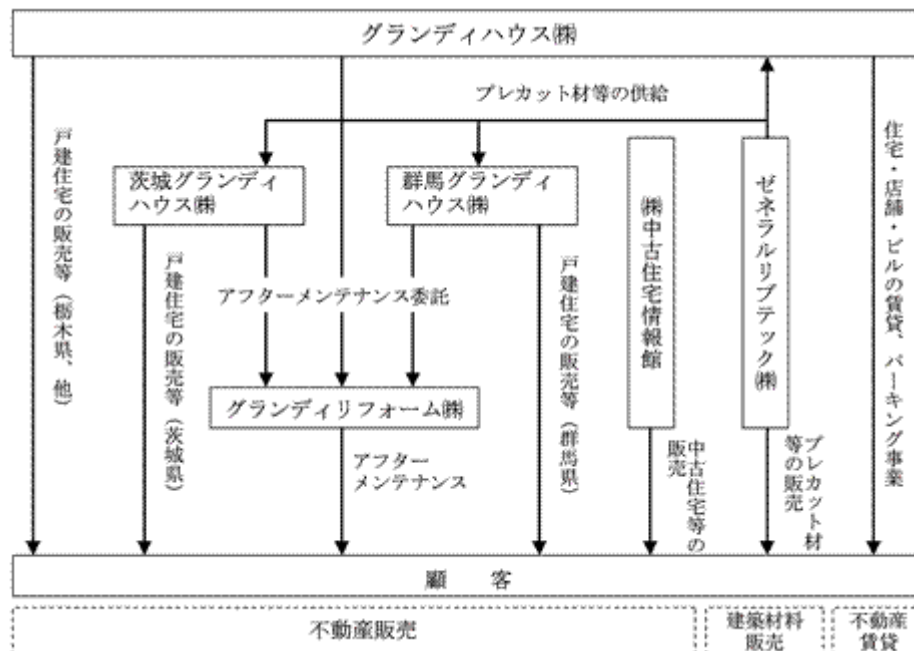 グランディハウス㈱
プレカット材等の供給
戸建住宅の販売等（栃木県、他）
茨城グランディ
ハウス㈱
群馬グランディ
ハウス㈱
㈱中古住宅情報館
ゼネラルリブテック㈱
住宅・店舗・ビルの賃貸、パーキング事業
戸建住宅の販売等（茨城県）
アフターメンテナンス委託
戸建住宅の販売等（群馬県）
グランディリフォーム㈱
アフター
メンテナンス
中古住宅等の
販売
プレカット材
等の販売
顧　客
不動産販売
建築材料
販売
不動産
賃貸